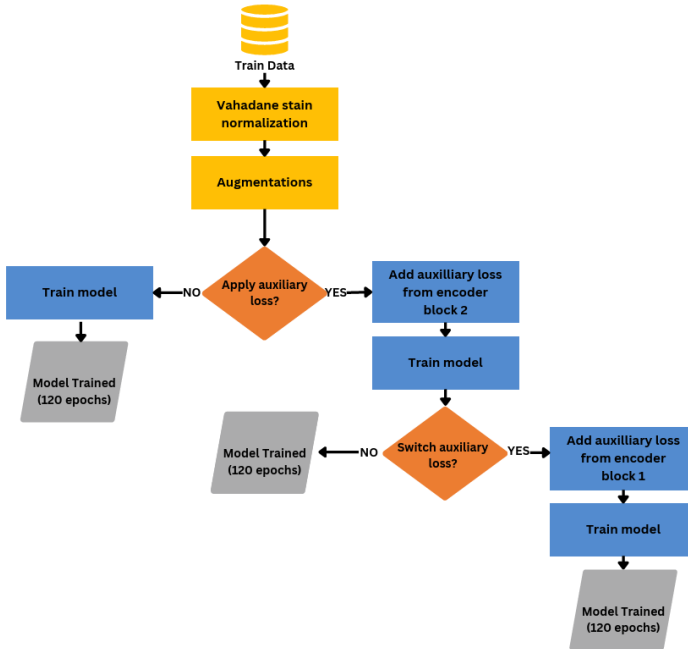 Train Data
Vahadane stain
normalization
Augmentations
Apply auxiliary
loss?
NO
YES
Train model
Model Trained
(120 epochs)
Add auxilliary loss
from encoder
block 2
Train model
Switch auxiliary
loss?
NO
YES
Model Trained
(120 epochs)
Add auxilliary loss
from encoder
block 1
Train model
Model Trained
(120 epochs)